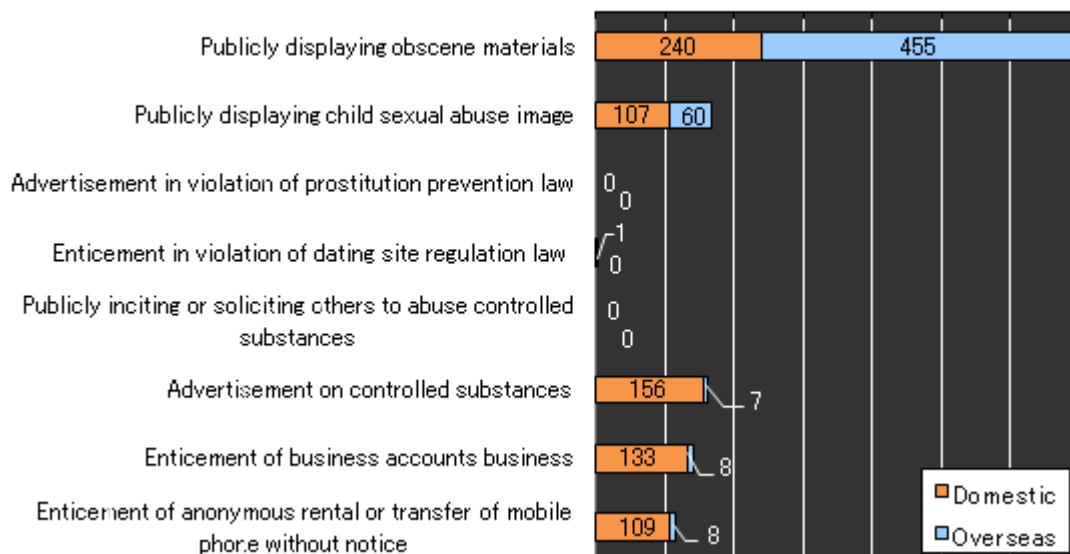 Publicly displaying obscene materials
240 455
Publicly displaying child sexual abuse image
107 60
Advertisement in violation of prostitution prevention law
0
0
Enticement in violation of dating site regulation law
1
0
Publicly inciting or soliciting others to abuse controlled
substances
0
0
Advertisement on controlled substances
156 7
Enticement of business accounts business
133 8
Enticement of anonymous rental or transfer of mobile
phone without notice
109 8
Domestic
Overseas